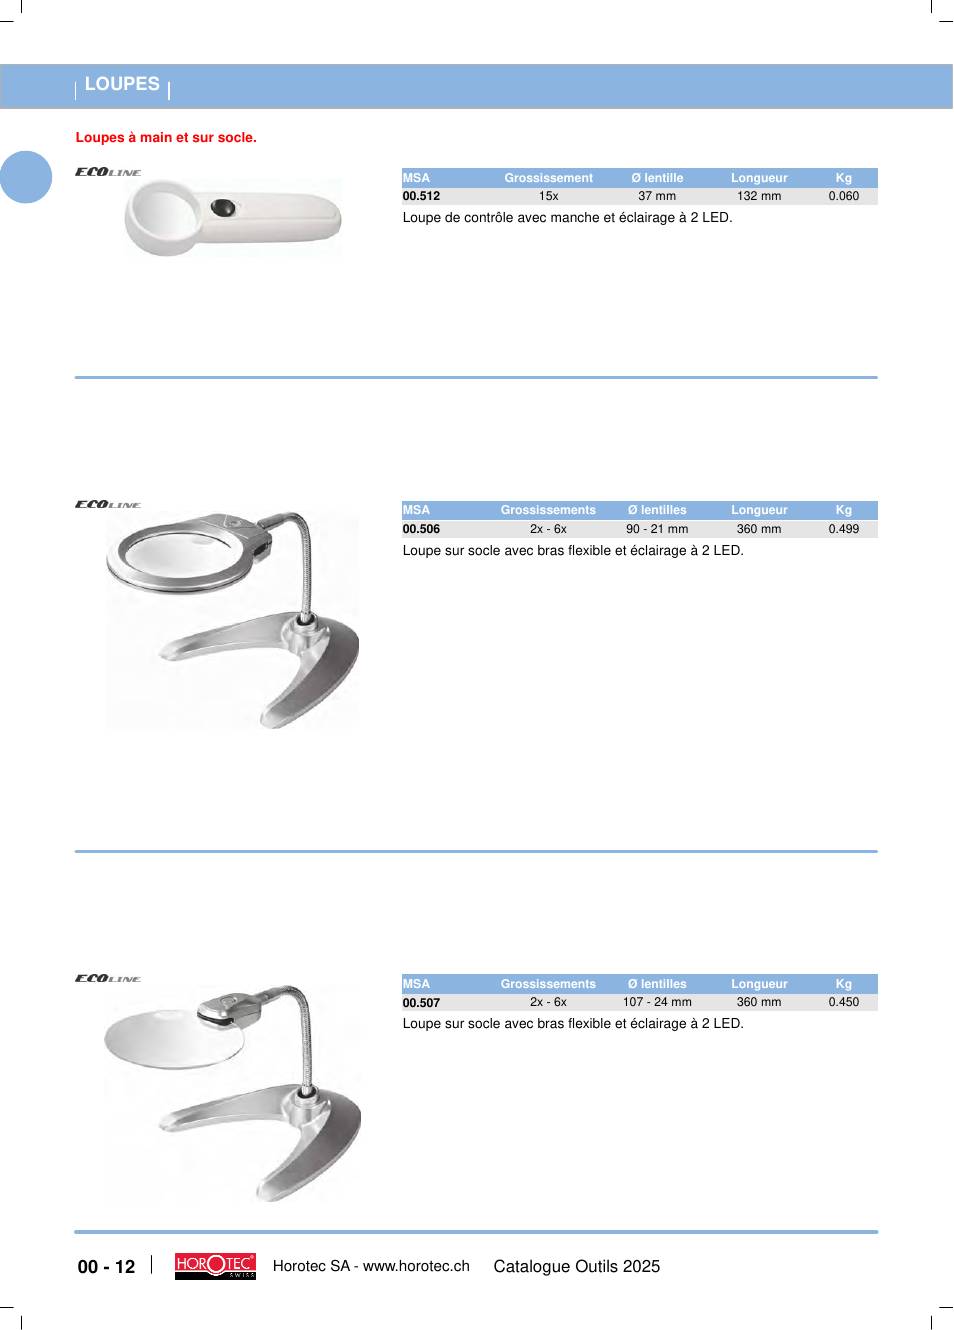 LOUPES
Loupes à main et sur socle.
ECOLINE
MSA Grossissement Ø lentille Longueur Kg
00.512 15x 37 mm 132 mm 0.060
Loupe de contrôle avec manche et éclairage à 2 LED.
ECOLINE
MSA Grossissements Ø lentilles Longueur Kg
00.506 2x - 6x 90 - 21 mm 360 mm 0.499
Loupe sur socle avec bras flexible et éclairage à 2 LED.
ECOLINE
MSA Grossissements Ø lentilles Longueur Kg
00.507 2x - 6x 107 - 24 mm 360 mm 0.450
Loupe sur socle avec bras flexible et éclairage à 2 LED.
00 - 12 HOROTEC® SWISS Horotec SA - www.horotec.ch Catalogue Outils 2025